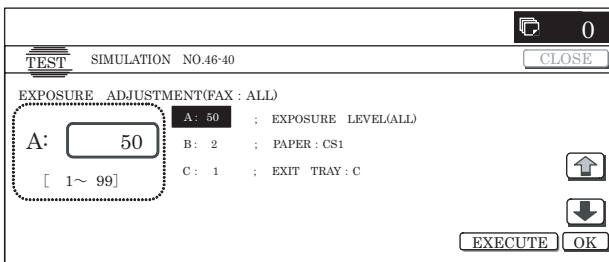 0
TEST SIMULATION NO.46-40 CLOSE
EXPOSURE ADJUSTMENT(FAX : ALL)
A: 50 ; EXPOSURE LEVEL(ALL)
A: 50 B: 2 ; PAPER : CS1
[ 1~ 99] C: 1 ; EXIT TRAY : C
EXECUTE OK